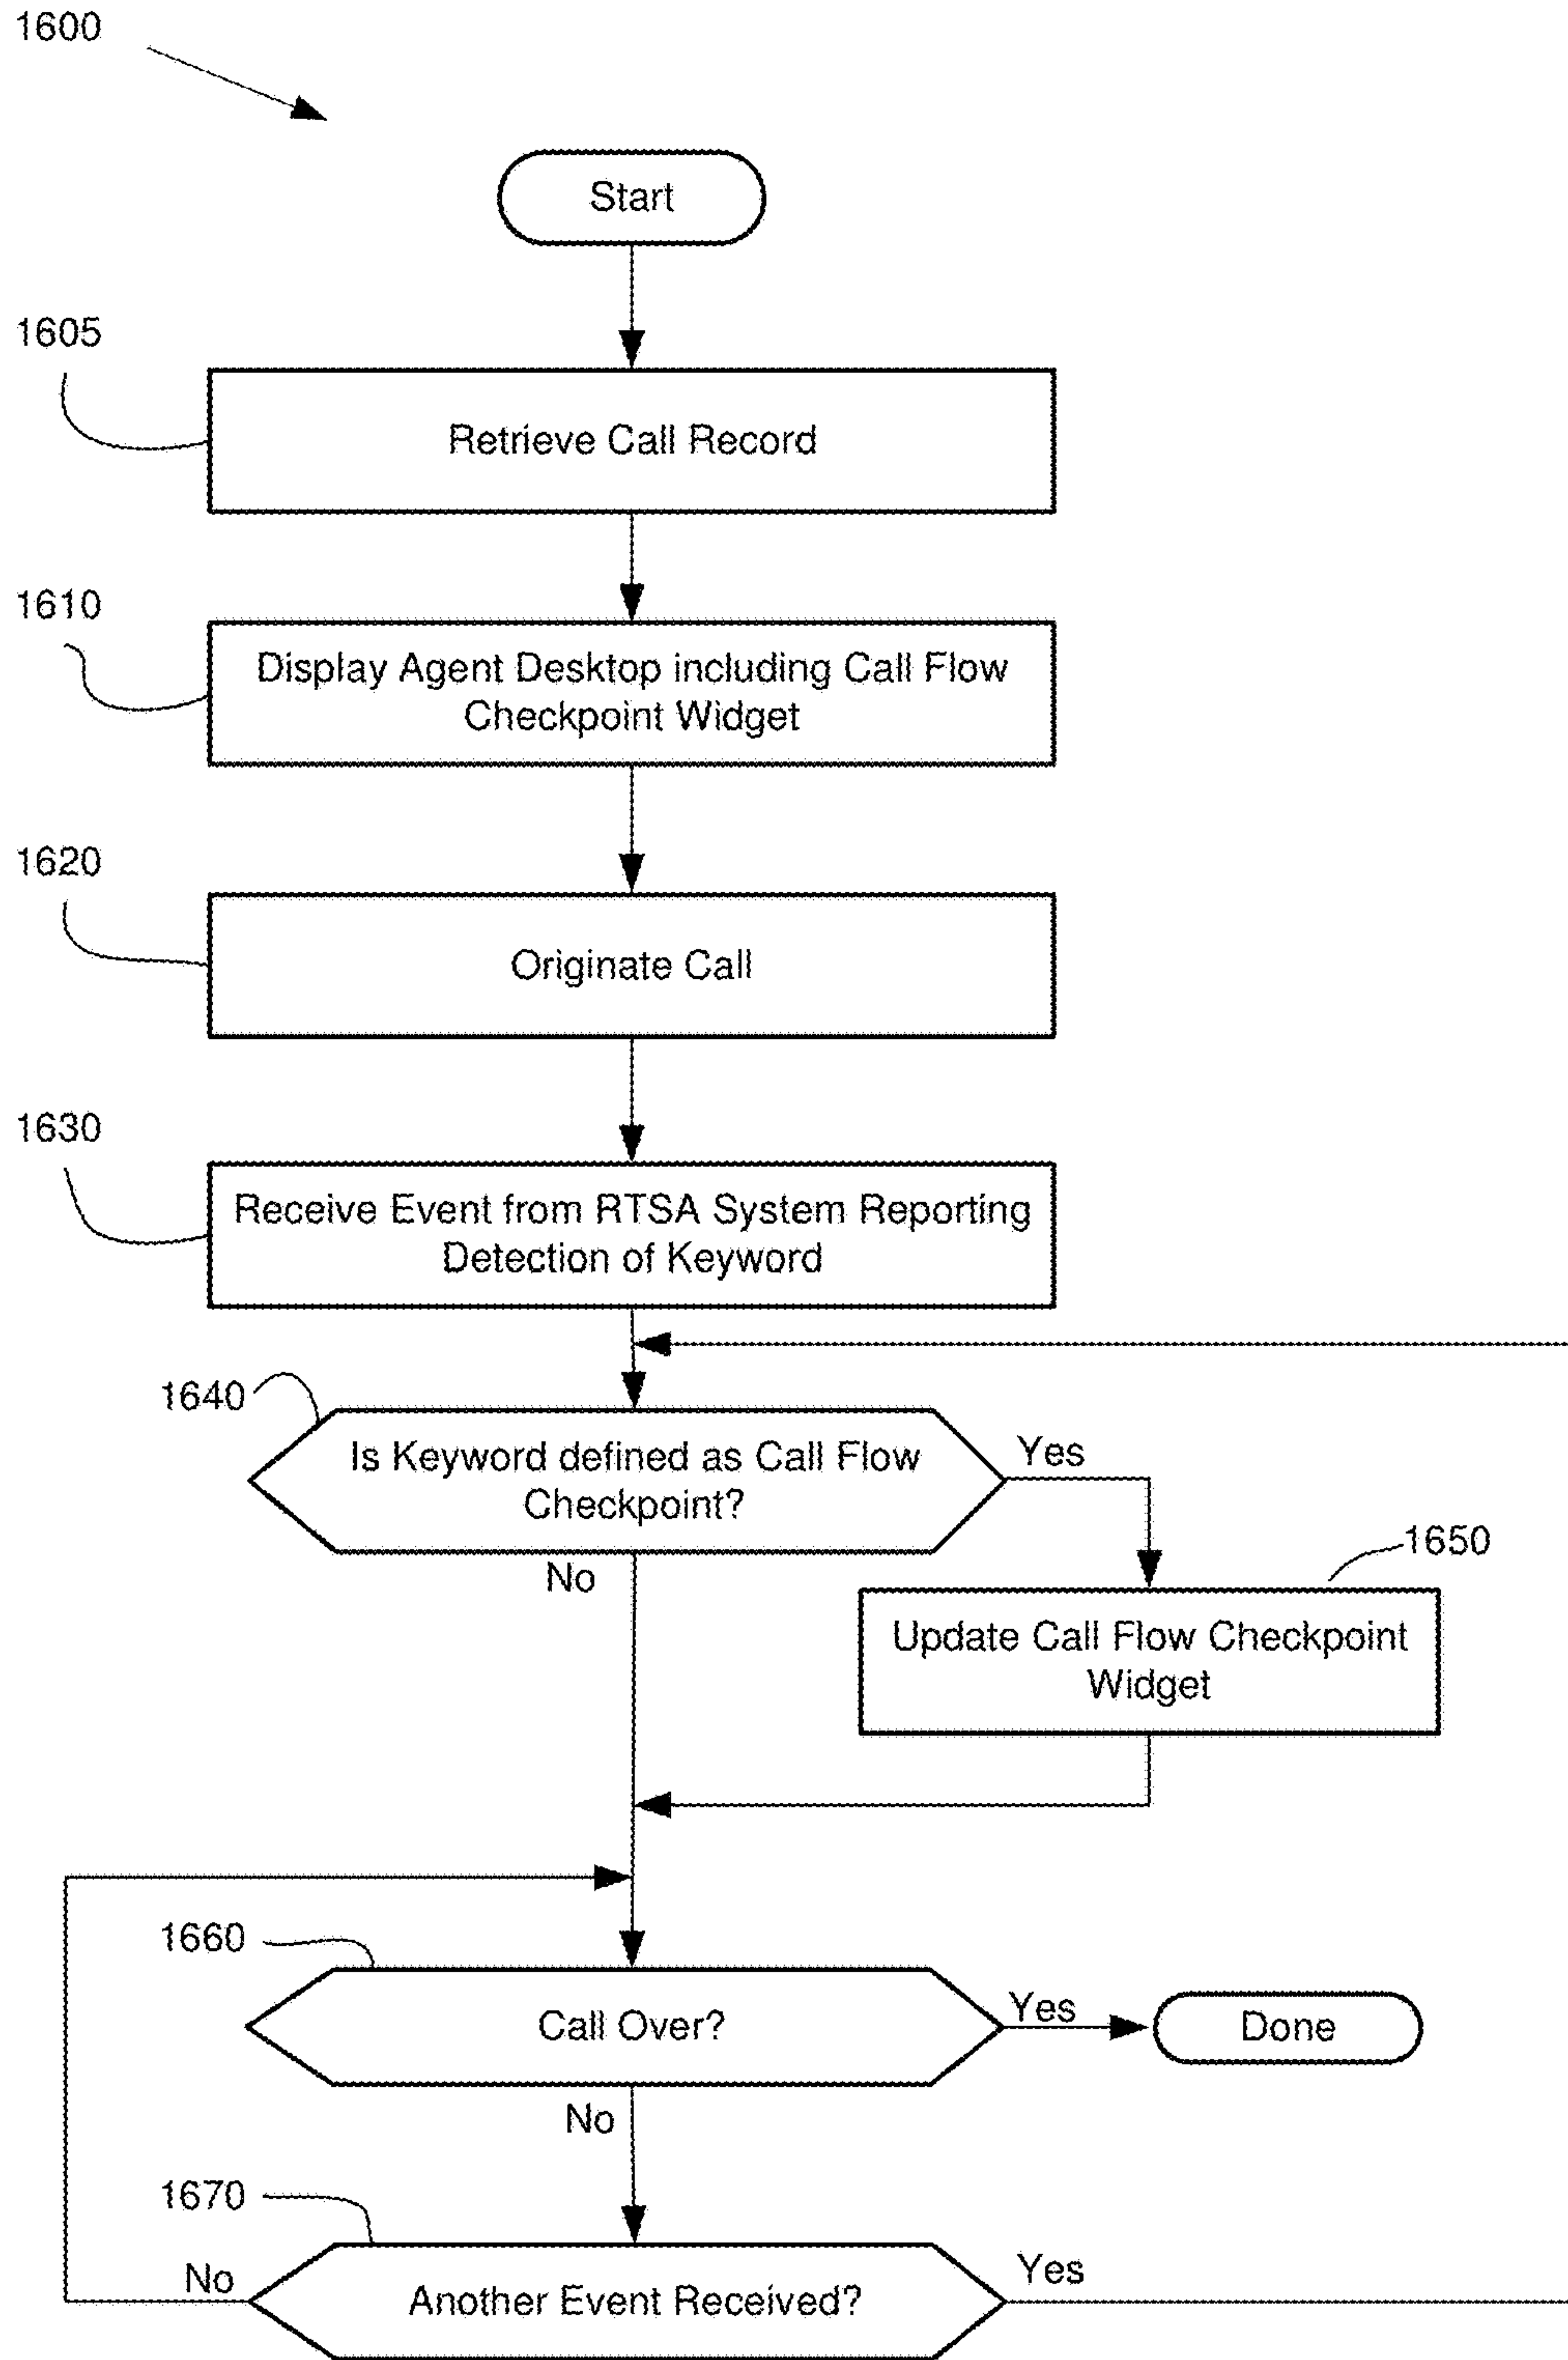 1600
Start
1605
Retrieve Call Record
1610
Display Agent Desktop including Call Flow
Checkpoint Widget
1620
Originate Call
1630
Receive Event from RTSA System Reporting
Detection of Keyword
1640
Is Keyword defined as Call Flow
Checkpoint?
Yes
No
1650
Update Call Flow Checkpoint
Widget
1660
Call Over?
Yes
Done
No
1670
Another Event Received?
No
Yes